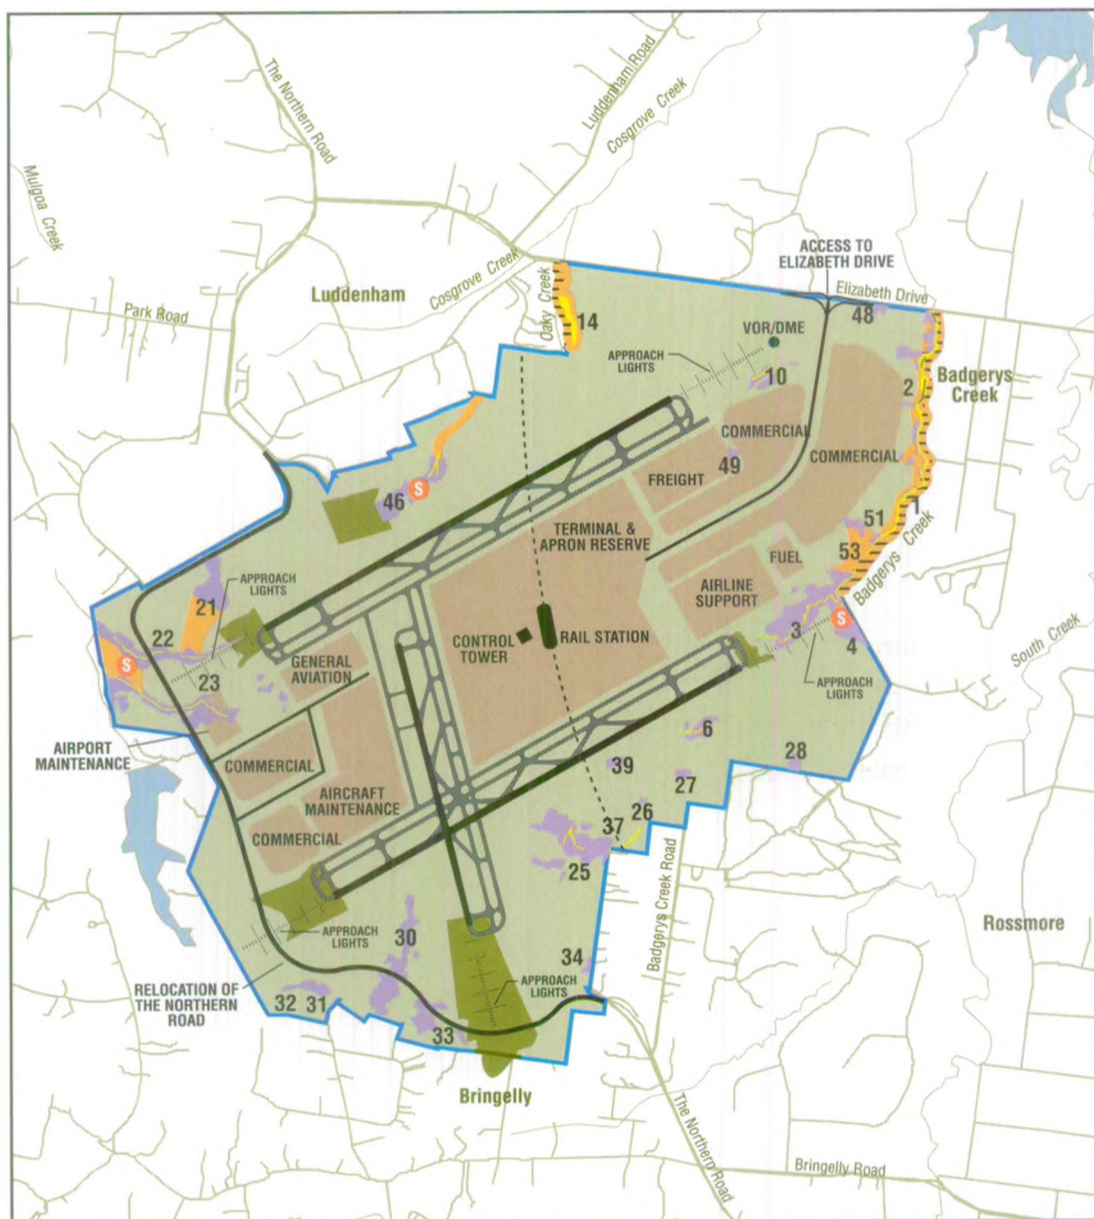 The Northern Road
Luddenham Road
Cosgrove Creek
Mulgoa Creek
ACCESS TO
ELIZABETH DRIVE
Luddenham
Cosgrove Creek
Oaky Creek
Elizabeth Drive
Park Road
14
48
VOR/DME
APPROACH
LIGHTS
10
2
Badgerys
Creek
COMMERCIAL
COMMERCIAL
49
FREIGHT
46
S
1
51
TERMINAL &
APRON RESERVE
53
FUEL
Badgerys Creek
APPROACH
LIGHTS
21
AIRLINE
SUPPORT
S
3
4
22
CONTROL
TOWER
RAIL STATION
South Creek
S
GENERAL
AVIATION
23
APPROACH
LIGHTS
6
AIRPORT
MAINTENANCE
COMMERCIAL
39
28
27
AIRCRAFT
MAINTENANCE
26
37
COMMERCIAL
25
Badgerys Creek Road
Rossmore
APPROACH
LIGHTS
30
34
RELOCATION OF
THE NORTHERN
ROAD
APPROACH
LIGHTS
32
31
33
Bringelly
The Northern Road
Bringelly Road